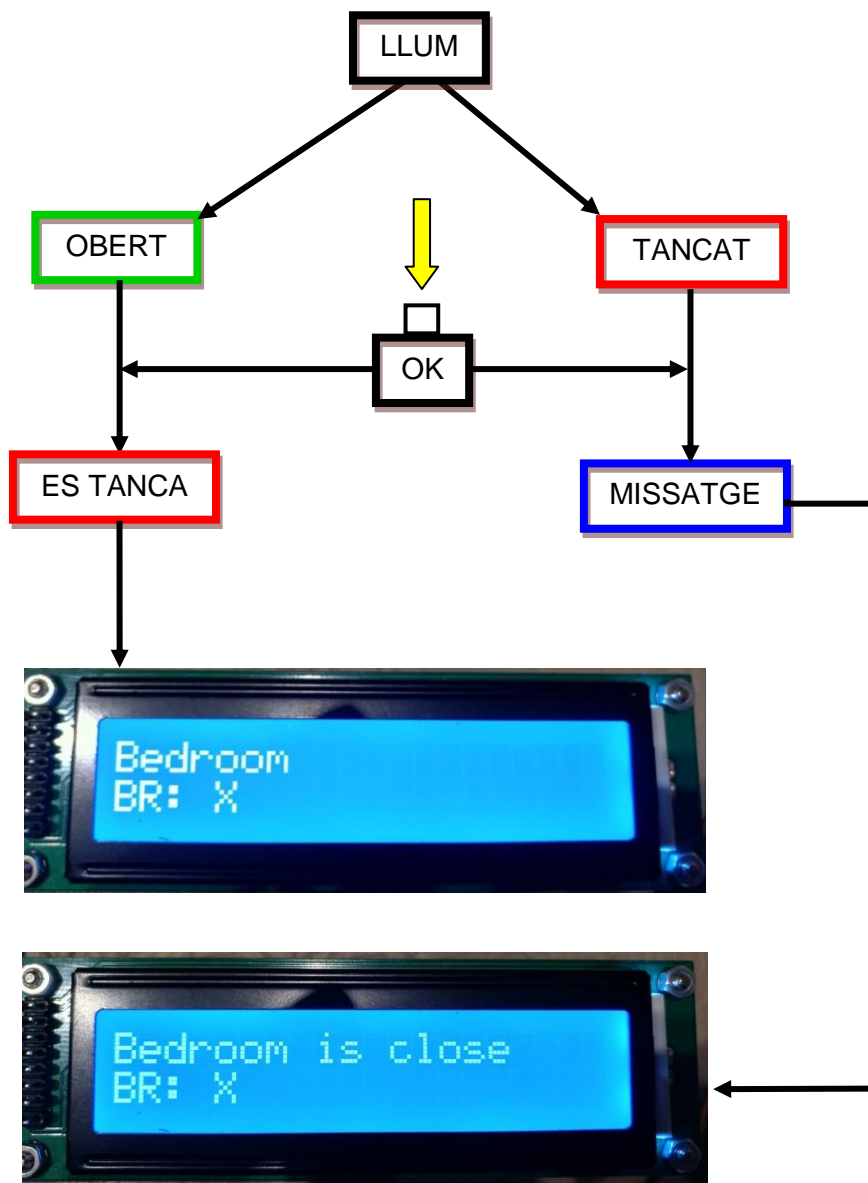 LLUM
OBERT
TANCAT
OK
ES TANCA
MISSATGE
Bedroom
BR: X
Bedroom is close
BR: X